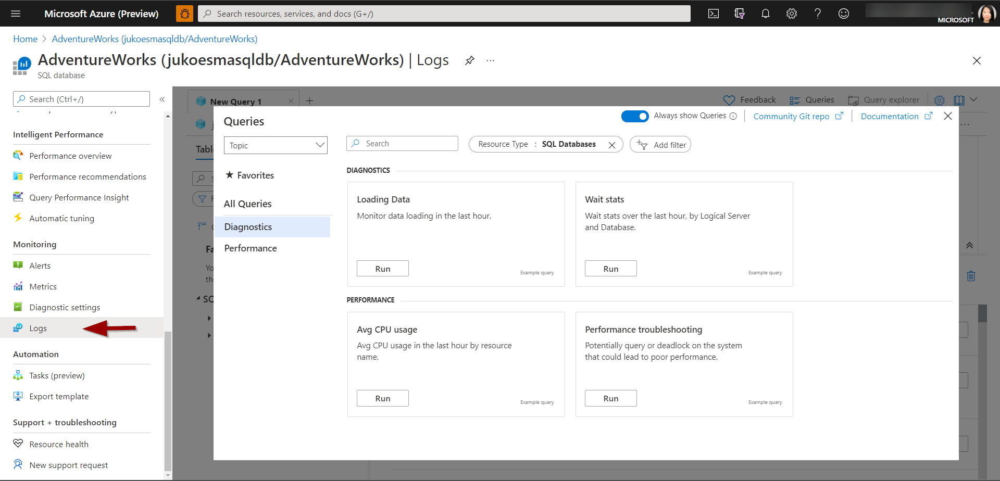 Microsoft Azure (Preview)
Search resources, services, and docs (G+/)
MICROSOFT
Home > AdventureWorks (jukoesmasqldb/AdventureWorks)
AdventureWorks (jukoesmasqldb/AdventureWorks) | Logs
SQL database
Search (Ctrl+/)
Intelligent Performance
Performance overview
Performance recommendations
Query Performance Insight
Automatic tuning
Monitoring
Alerts
Metrics
Diagnostic settings
Logs
Automation
Tasks (preview)
Export template
Support + troubleshooting
Resource health
New support request
New Query 1
Feedback
Queries
Query explorer
Queries
Always show Queries
Community Git repo
Documentation
Topic
Search
Resource Type : SQL Databases
Add filter
Favorites
All Queries
Diagnostics
Performance
DIAGNOSTICS
Loading Data
Monitor data loading in the last hour.
Run
Example query
Wait stats
Wait stats over the last hour, by Logical Server
and Database.
Run
Example query
PERFORMANCE
Avg CPU usage
Avg CPU usage in the last hour by resource
name.
Run
Example query
Performance troubleshooting
Potentially query or deadlock on the system
that could lead to poor performance.
Run
Example query